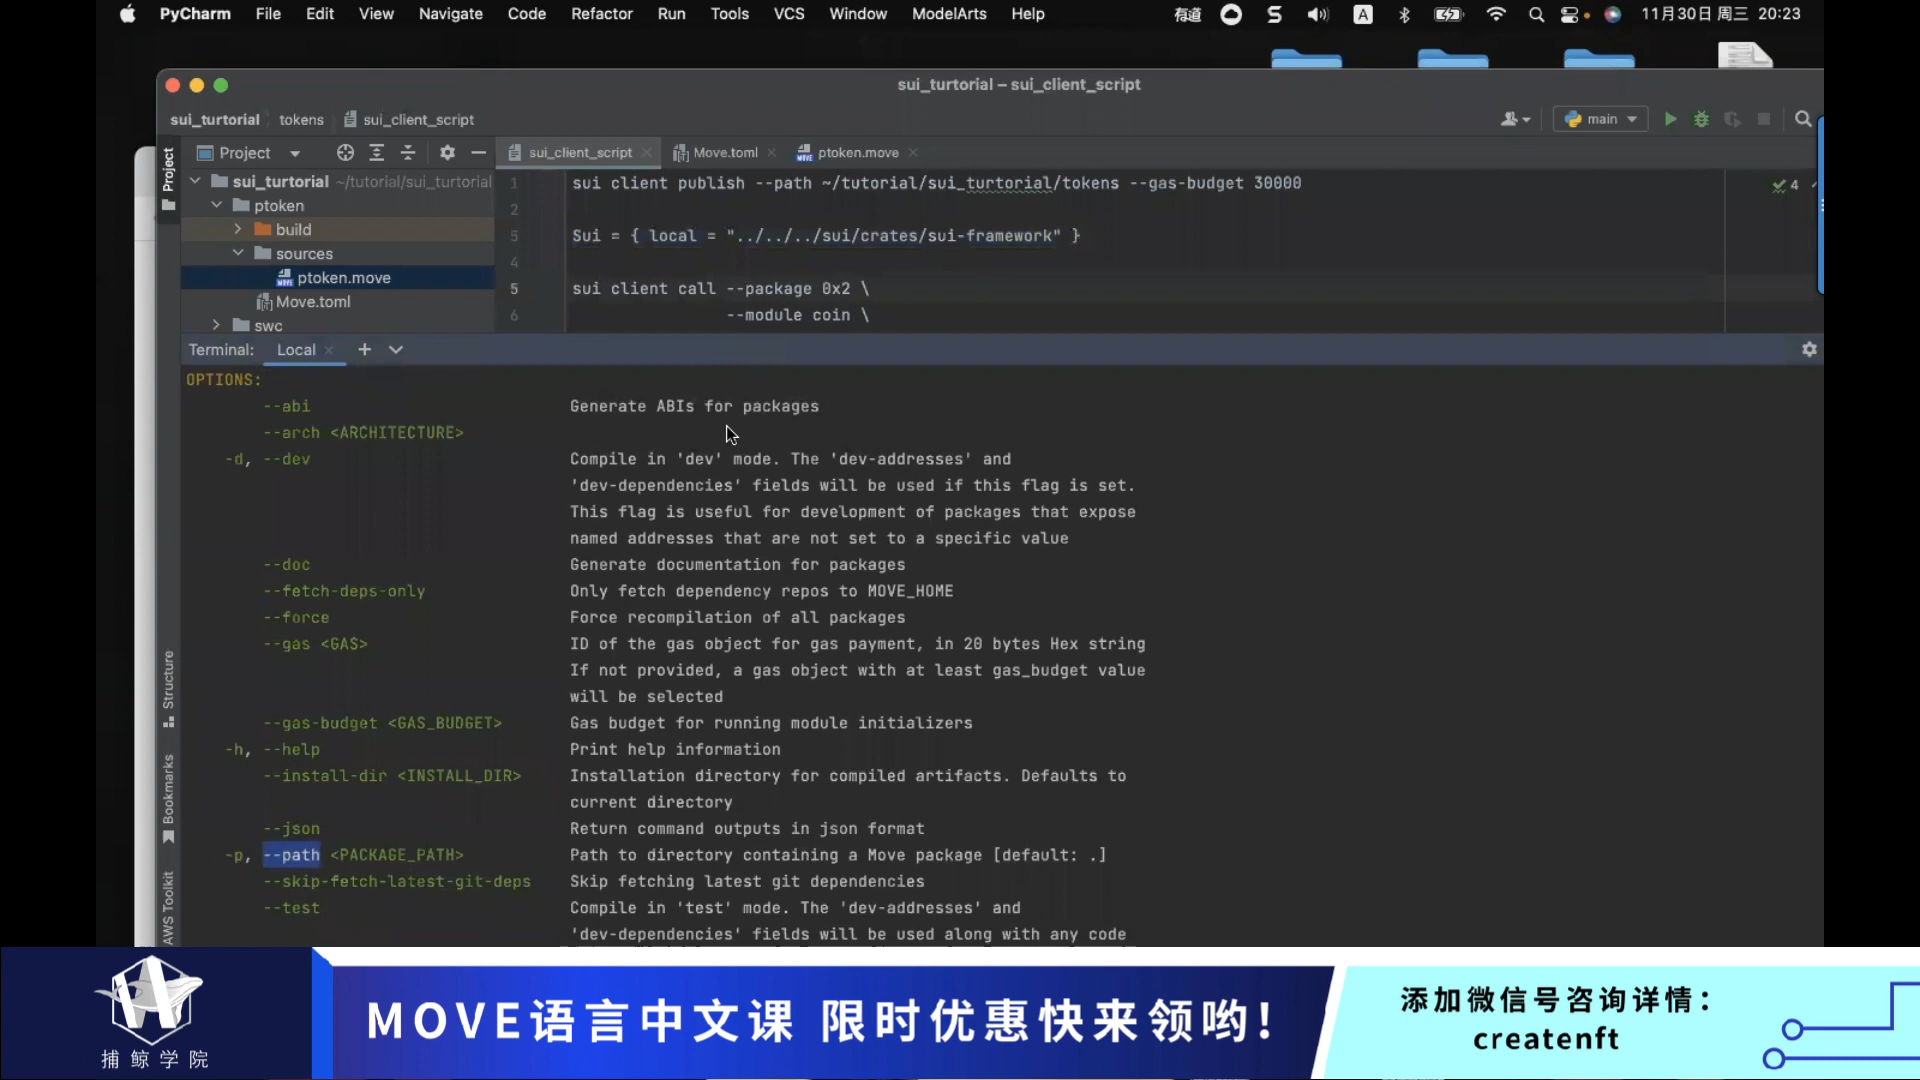 PyCharm File Edit View Navigate Code Refactor Run Tools VCS Window ModelArts Help 有道 A 11月30日 周三 20:23
sui_turtorial – sui_client_script
sui_turtorial tokens sui_client_script main
Project
Project sui_client_script Move.toml ptoken.move
sui_turtorial ~/tutorial/sui_turtorial
ptoken
build
sources
ptoken.move
Move.toml
swc
1 sui client publish --path ~/tutorial/sui_turtorial/tokens --gas-budget 30000
2
5 Sui = { local = "../../../sui/crates/sui-framework" }
4
5 sui client call --package 0x2 \
6 --module coin \
4
Terminal: Local
OPTIONS:
--abi Generate ABIs for packages
--arch <ARCHITECTURE>
-d, --dev Compile in 'dev' mode. The 'dev-addresses' and
'dev-dependencies' fields will be used if this flag is set.
This flag is useful for development of packages that expose
named addresses that are not set to a specific value
--doc Generate documentation for packages
--fetch-deps-only Only fetch dependency repos to MOVE_HOME
--force Force recompilation of all packages
--gas <GAS> ID of the gas object for gas payment, in 20 bytes Hex string
If not provided, a gas object with at least gas_budget value
will be selected
--gas-budget <GAS_BUDGET> Gas budget for running module initializers
-h, --help Print help information
--install-dir <INSTALL_DIR> Installation directory for compiled artifacts. Defaults to
current directory
--json Return command outputs in json format
-p, --path <PACKAGE_PATH> Path to directory containing a Move package [default: .]
--skip-fetch-latest-git-deps Skip fetching latest git dependencies
--test Compile in 'test' mode. The 'dev-addresses' and
'dev-dependencies' fields will be used along with any code
Structure
Bookmarks
AWS Toolkit
捕鲸学院
MOVE语言中文课 限时优惠快来领哟!
添加微信号咨询详情:
createnft